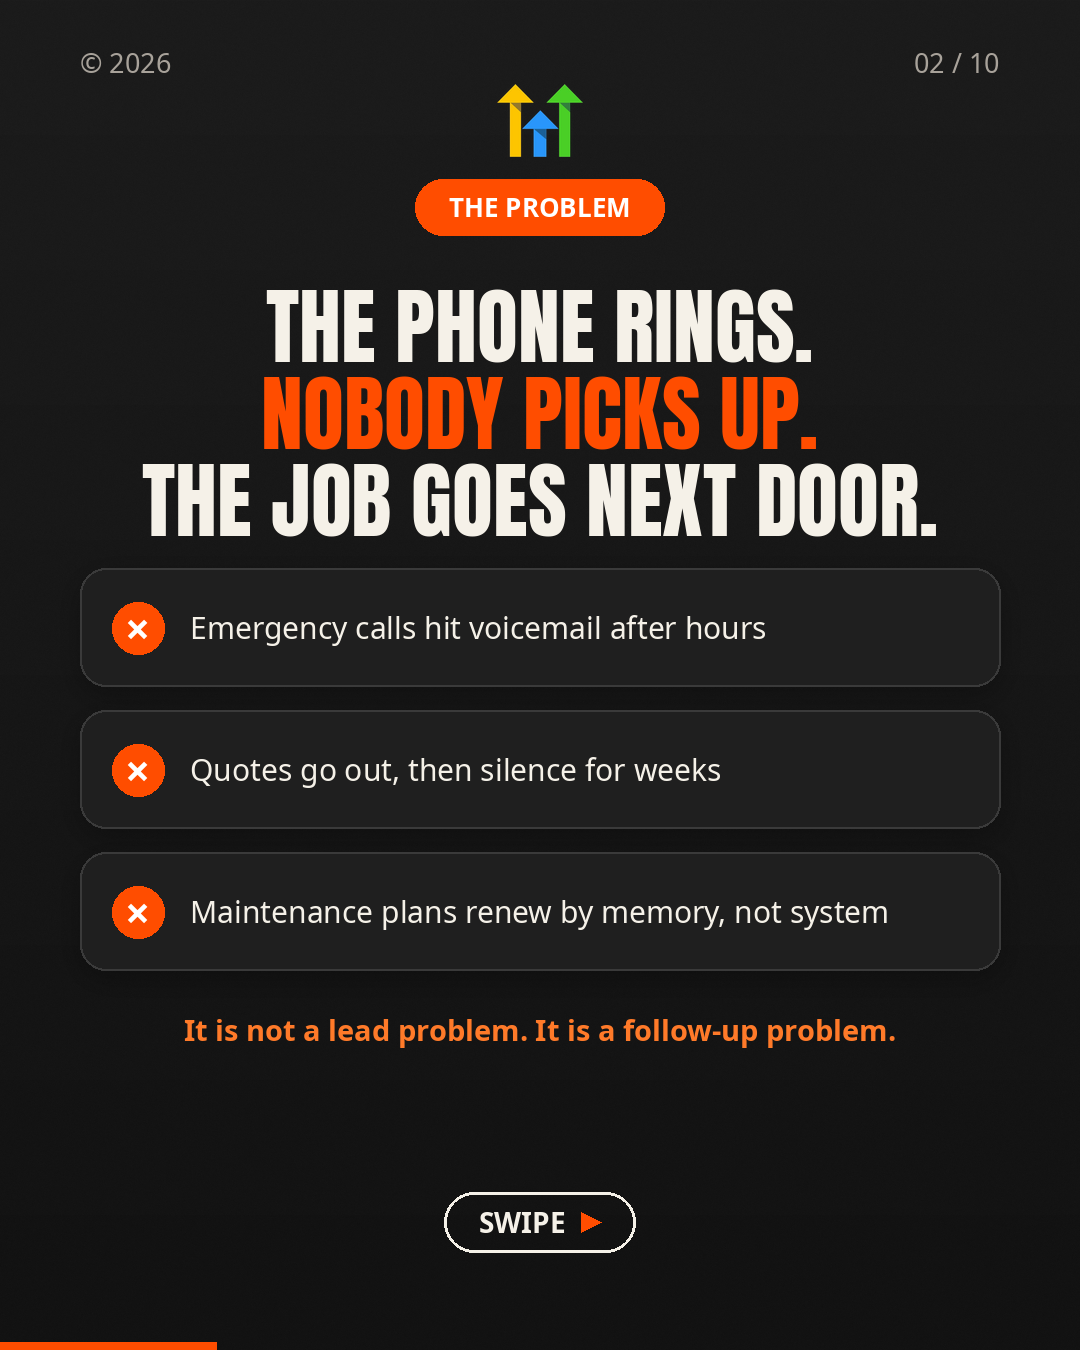 © 2026
02 / 10
THE PROBLEM
THE PHONE RINGS.
NOBODY PICKS UP.
THE JOB GOES NEXT DOOR.
Emergency calls hit voicemail after hours
Quotes go out, then silence for weeks
Maintenance plans renew by memory, not system
It is not a lead problem. It is a follow-up problem.
SWIPE